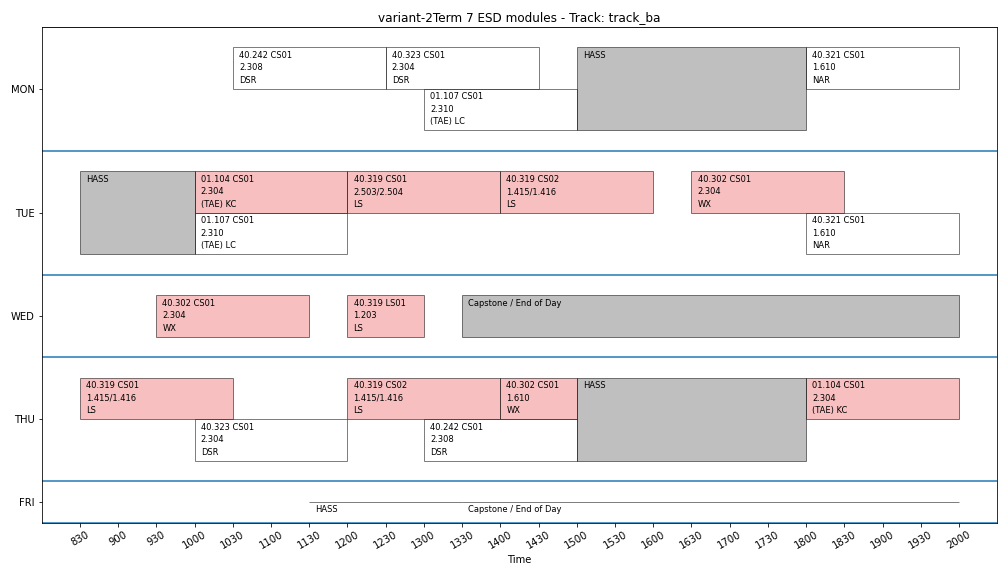 variant-2Term 7 ESD modules - Track: track_ba
MON
40.242 CS01
2.308
DSR
40.323 CS01
2.304
DSR
01.107 CS01
2.310
(TAE) LC
HASS
40.321 CS01
1.610
NAR
TUE
HASS
01.104 CS01
2.304
(TAE) KC
01.107 CS01
2.310
(TAE) LC
40.319 CS01
2.503/2.504
LS
40.319 CS02
1.415/1.416
LS
40.302 CS01
2.304
WX
40.321 CS01
1.610
NAR
WED
40.302 CS01
2.304
WX
40.319 LS01
1.203
LS
Capstone / End of Day
THU
40.319 CS01
1.415/1.416
LS
40.323 CS01
2.304
DSR
40.319 CS02
1.415/1.416
LS
40.242 CS01
2.308
DSR
40.302 CS01
1.610
WX
HASS
01.104 CS01
2.304
(TAE) KC
FRI
HASS
Capstone / End of Day
830 900 930 1000 1030 1100 1130 1200 1230 1300 1330 1400 1430 1500 1530 1600 1630 1700 1730 1800 1830 1900 1930 2000
Time